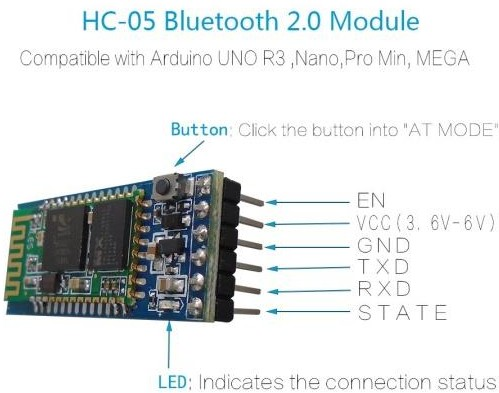 HC-05 Bluetooth 2.0 Module
Compatible with Arduino UNO R3 ,Nano,Pro Min, MEGA
Button: Click the button into "AT MODE"
EN
VCC(3. 6V-6V)
GND
TXD
RXD
STATE
LED: Indicates the connection status